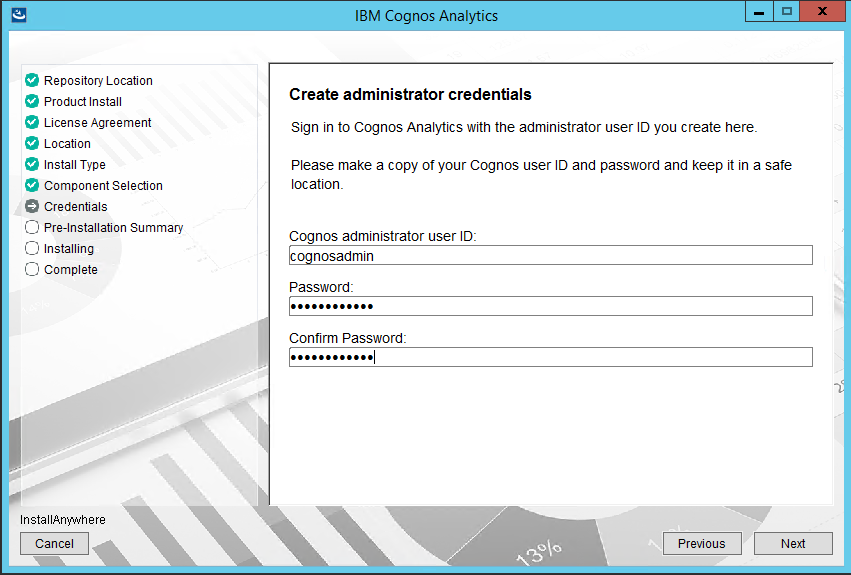 IBM Cognos Analytics
Repository Location
Product Install
License Agreement
Location
Install Type
Component Selection
Credentials
Pre-Installation Summary
Installing
Complete
Create administrator credentials
Sign in to Cognos Analytics with the administrator user ID you create here.
Please make a copy of your Cognos user ID and password and keep it in a safe
location.
Cognos administrator user ID:
cognosadmin
Password:
••••••••••••
Confirm Password:
••••••••••••
InstallAnywhere
Cancel
13%
Previous
Next